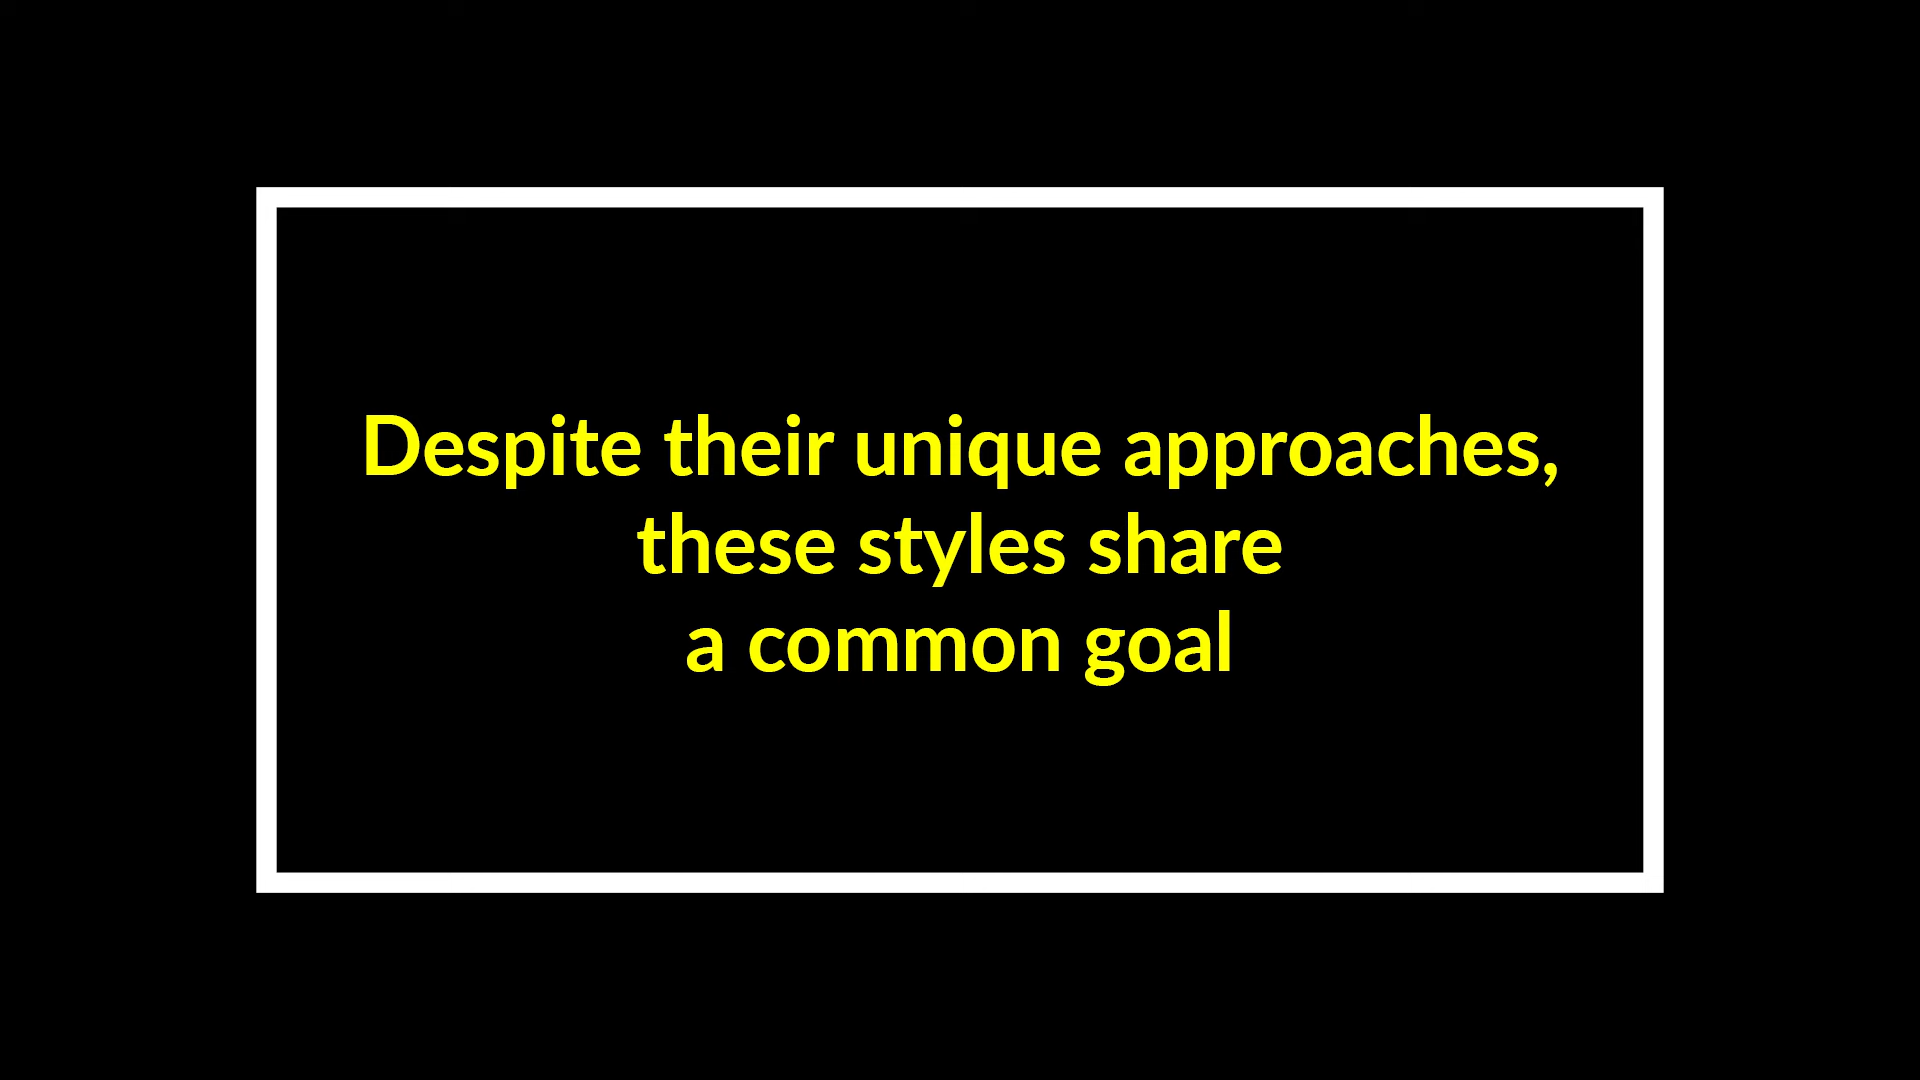 Despite their unique approaches,
these styles share
a common goal